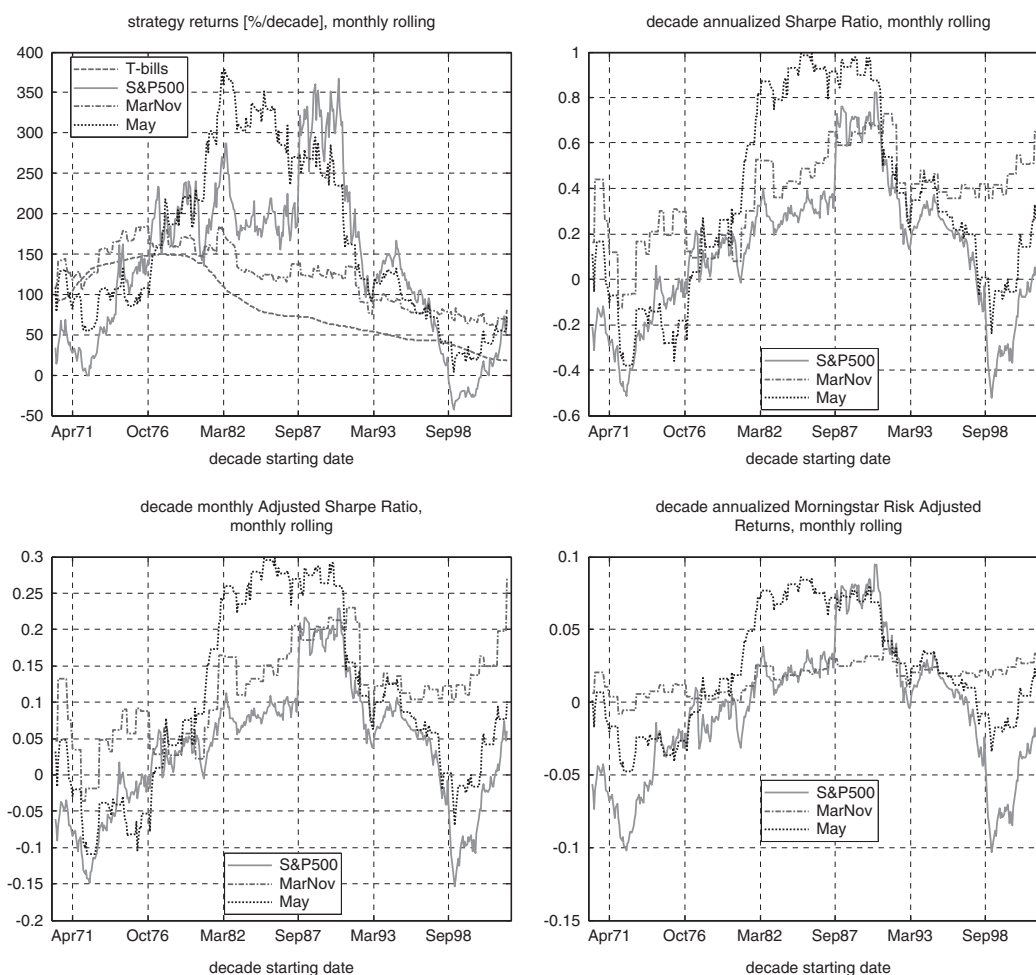 strategy returns [%/decade], monthly rolling
400
350
300
250
200
150
100
50
0
-50
T-bills
S&P500
MarNov
May
Apr71 Oct76 Mar82 Sep87 Mar93 Sep98
decade starting date
decade annualized Sharpe Ratio, monthly rolling
1
0.8
0.6
0.4
0.2
0
-0.2
-0.4
-0.6
S&P500
MarNov
May
Apr71 Oct76 Mar82 Sep87 Mar93 Sep98
decade starting date
decade monthly Adjusted Sharpe Ratio,
monthly rolling
0.3
0.25
0.2
0.15
0.1
0.05
0
-0.05
-0.1
-0.15
-0.2
S&P500
MarNov
May
Apr71 Oct76 Mar82 Sep87 Mar93 Sep98
decade starting date
decade annualized Morningstar Risk Adjusted
Returns, monthly rolling
0.1
0.05
0
-0.05
-0.1
-0.15
S&P500
MarNov
May
Apr71 Oct76 Mar82 Sep87 Mar93 Sep98
decade starting date